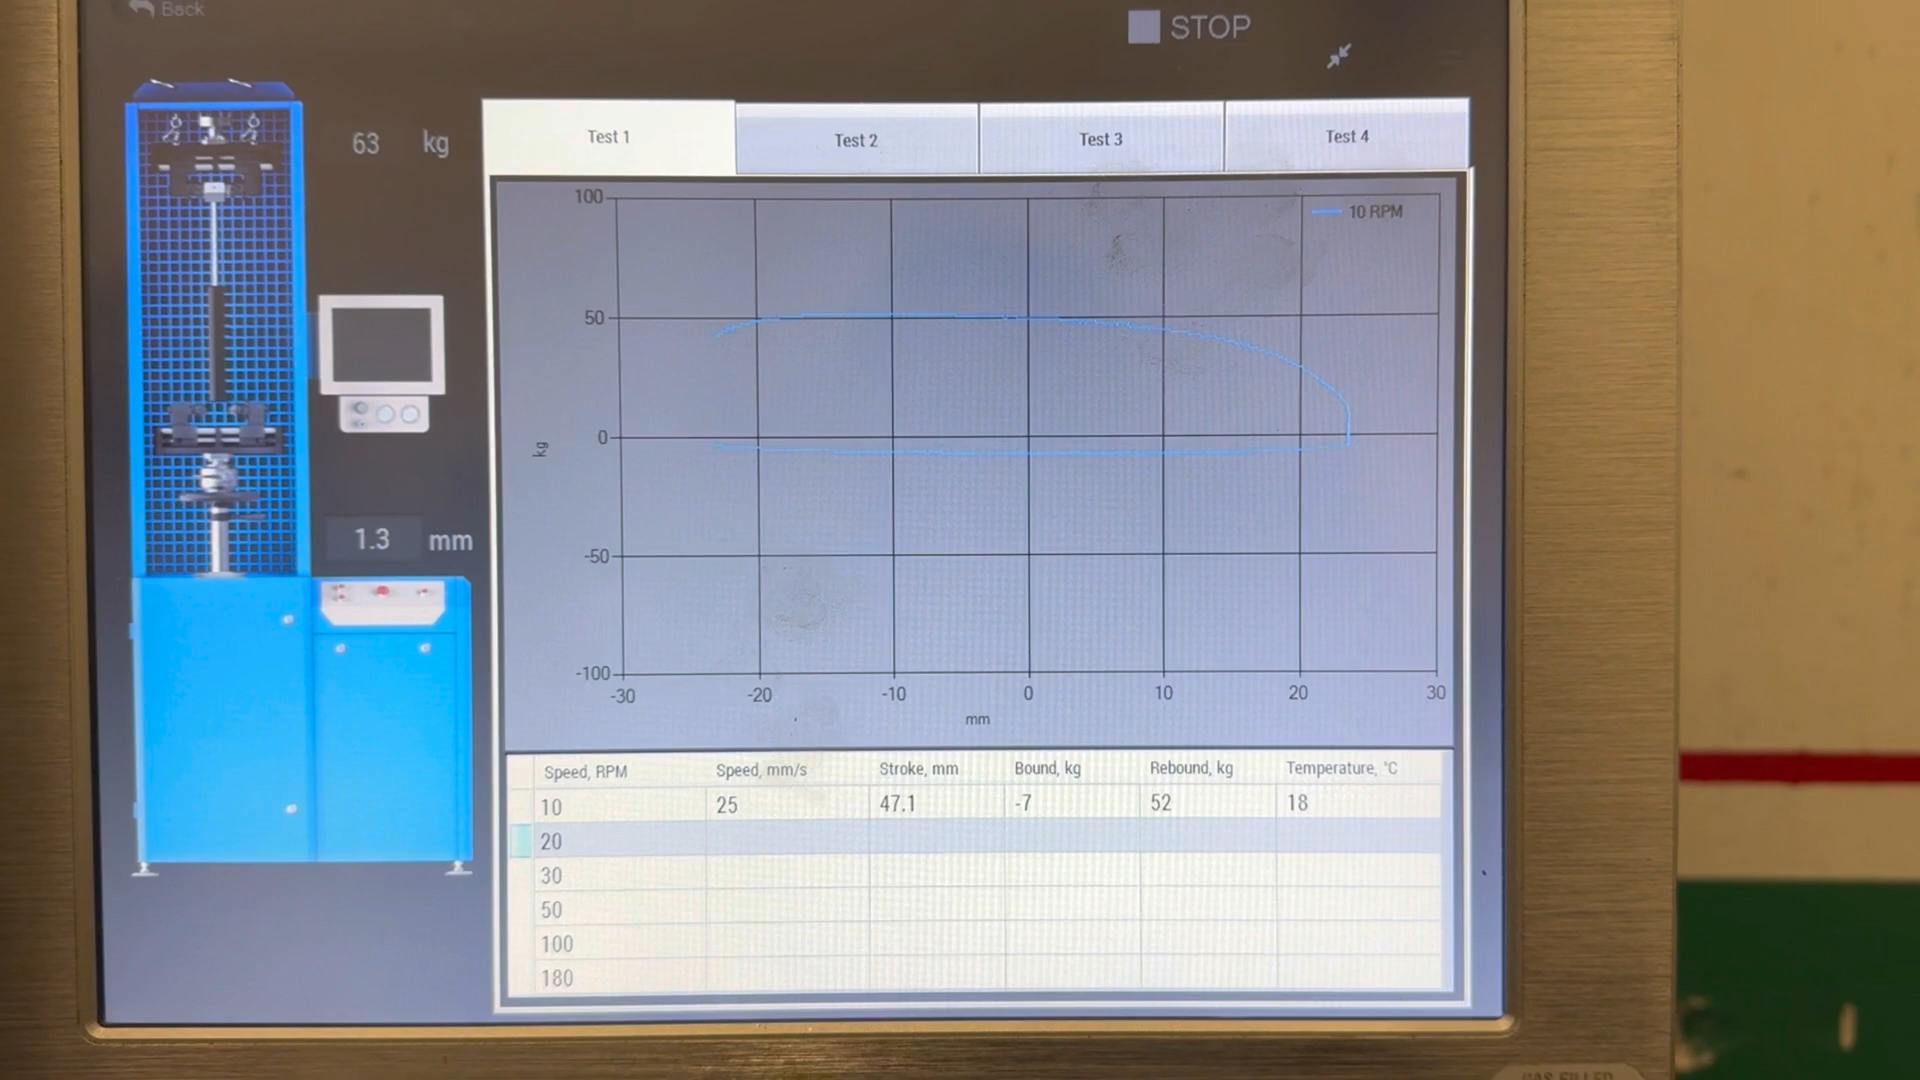 Back
STOP
63 kg
Test 1 Test 2 Test 3 Test 4
100
10 RPM
50
0
kg
-50
-100
-30 -20 -10 0 10 20 30
mm
1.3 mm
Speed, RPM Speed, mm/s Stroke, mm Bound, kg Rebound, kg Temperature, °C
10 25 47.1 -7 52 18
20
30
50
100
180
GAS FILLED